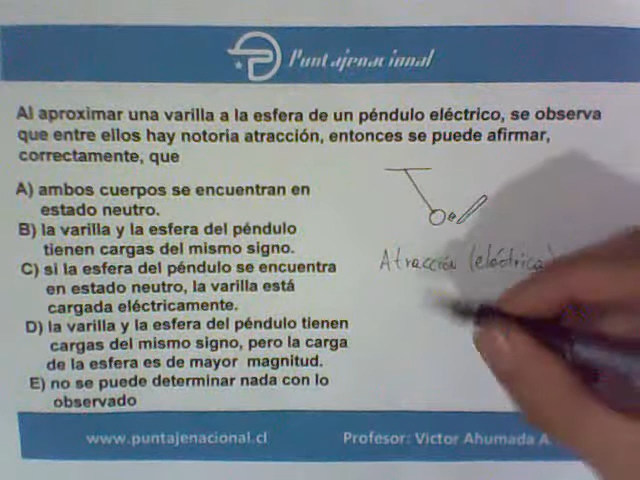 Puntajenacional
Al aproximar una varilla a la esfera de un péndulo eléctrico, se observa
que entre ellos hay notoria atracción, entonces se puede afirmar,
correctamente, que
A) ambos cuerpos se encuentran en
estado neutro.
B) la varilla y la esfera del péndulo
tienen cargas del mismo signo.
C) si la esfera del péndulo se encuentra
en estado neutro, la varilla está
cargada eléctricamente.
D) la varilla y la esfera del péndulo tienen
cargas del mismo signo, pero la carga
de la esfera es de mayor magnitud.
E) no se puede determinar nada con lo
observado
Atracción (eléctrica)
www.puntajenacional.cl
Profesor: Victor Ahumada A